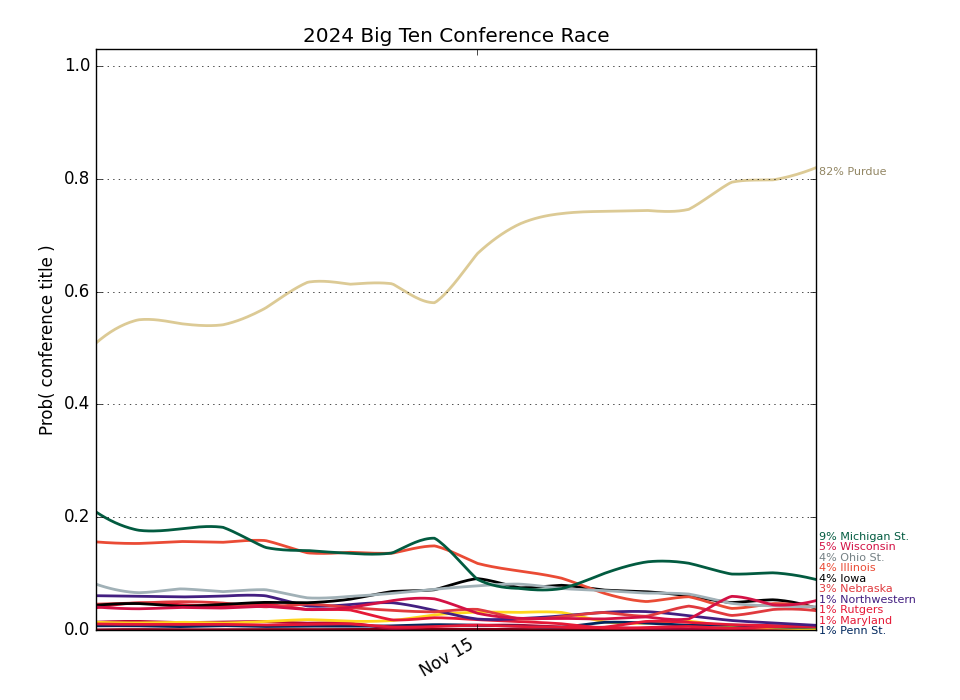 2024 Big Ten Conference Race
Prob( conference title )
1.0
0.8
0.6
0.4
0.2
0.0
Nov 15
82% Purdue
9% Michigan St.
5% Wisconsin
4% Ohio St.
4% Illinois
4% Iowa
3% Nebraska
1% Northwestern
1% Rutgers
1% Maryland
1% Penn St.